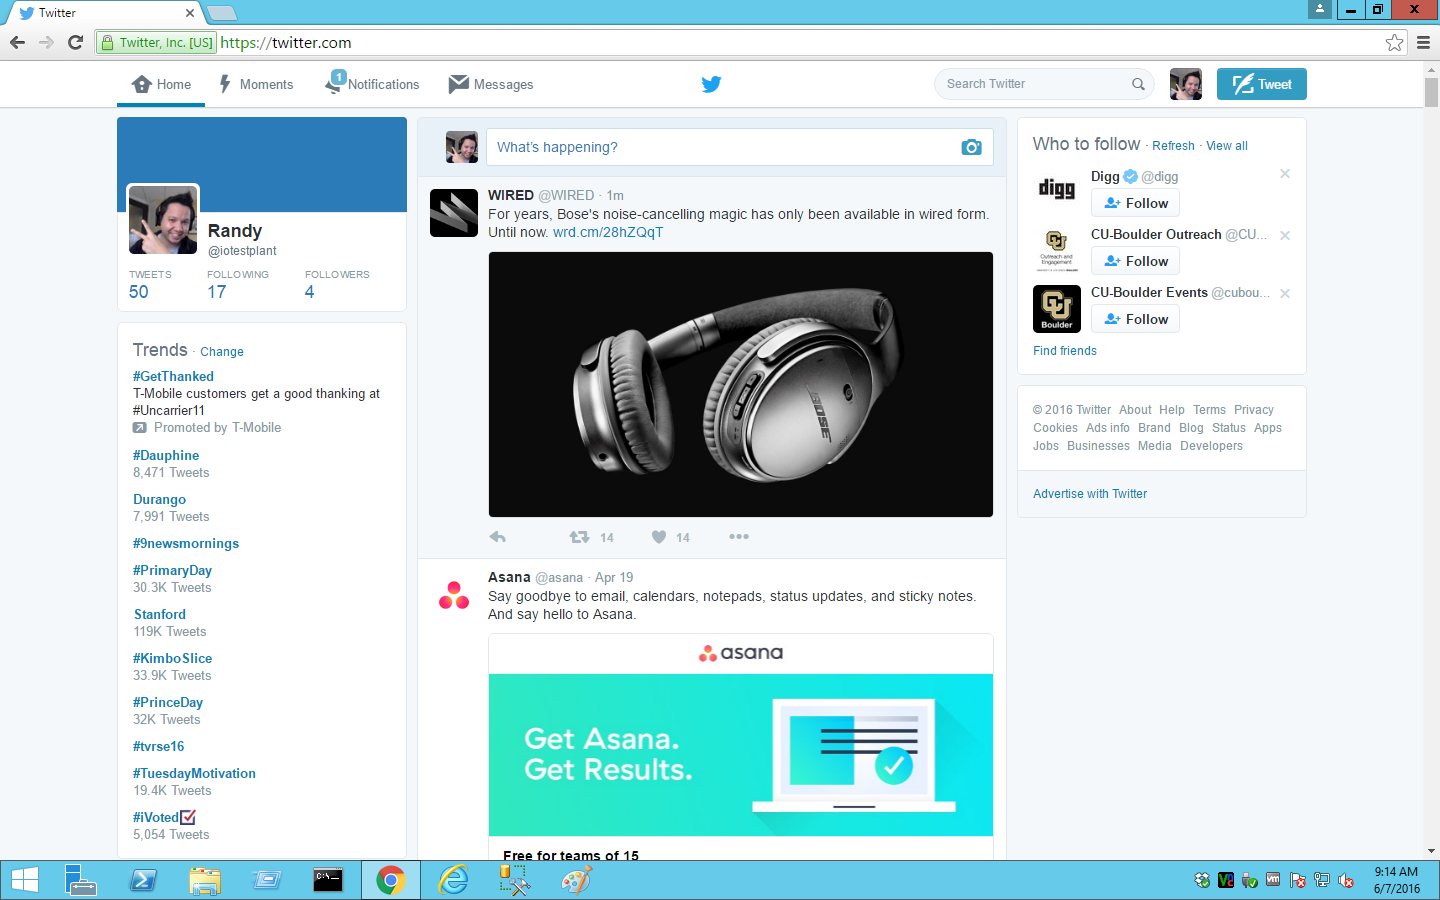 Twitter
Twitter, Inc. [US] https://twitter.com
Home
Moments
1
Notifications
Messages
Search Twitter
Tweet
Randy
@iotestplant
TWEETS FOLLOWING FOLLOWERS
50 17 4
Trends · Change
#GetThanked
T-Mobile customers get a good thanking at
#Uncarrier11
Promoted by T-Mobile
#Dauphine
8,471 Tweets
Durango
7,991 Tweets
#9newsmornings
#PrimaryDay
30.3K Tweets
Stanford
119K Tweets
#KimboSlice
33.9K Tweets
#PrinceDay
32K Tweets
#tvrse16
#TuesdayMotivation
19.4K Tweets
#iVoted
5,054 Tweets
What's happening?
WIRED @WIRED · 1m
For years, Bose's noise-cancelling magic has only been available in wired form.
Until now. wrd.cm/28hZQqT
BOSE
14 14
Asana @asana · Apr 19
Say goodbye to email, calendars, notepads, status updates, and sticky notes.
And say hello to Asana.
asana
Get Asana.
Get Results.
Free for teams of 15
Who to follow · Refresh · View all
digg
Digg @digg
Follow
Outreach and
Engagement
CU-Boulder Outreach @CU...
Follow
CU
Boulder
CU-Boulder Events @cubou...
Follow
Find friends
© 2016 Twitter About Help Terms Privacy
Cookies Ads info Brand Blog Status Apps
Jobs Businesses Media Developers
Advertise with Twitter
C:\
vm
9:14 AM
6/7/2016